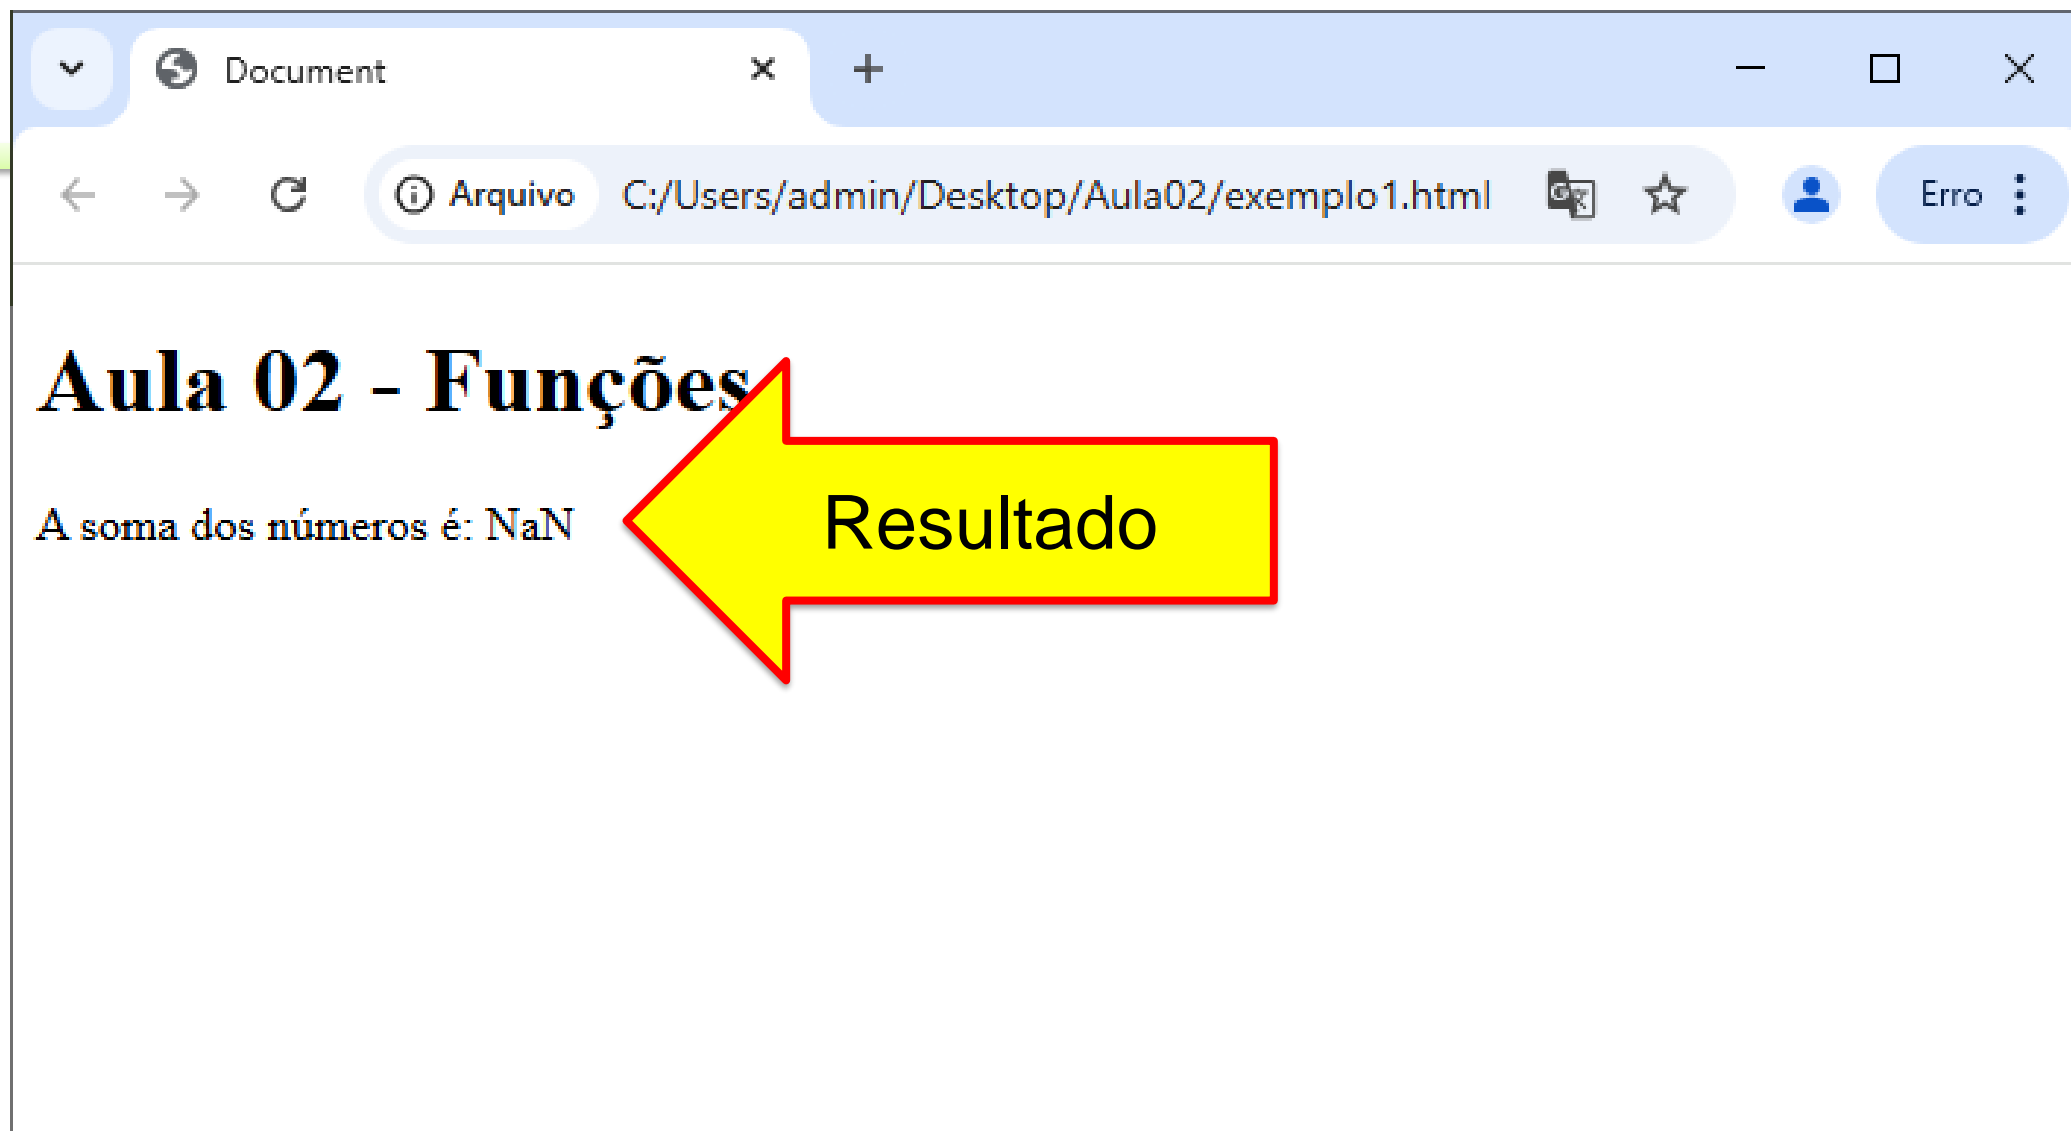 Document
Arquivo C:/Users/admin/Desktop/Aula02/exemplo1.html Erro
Aula 02 - Funções
A soma dos números é: NaN
Resultado